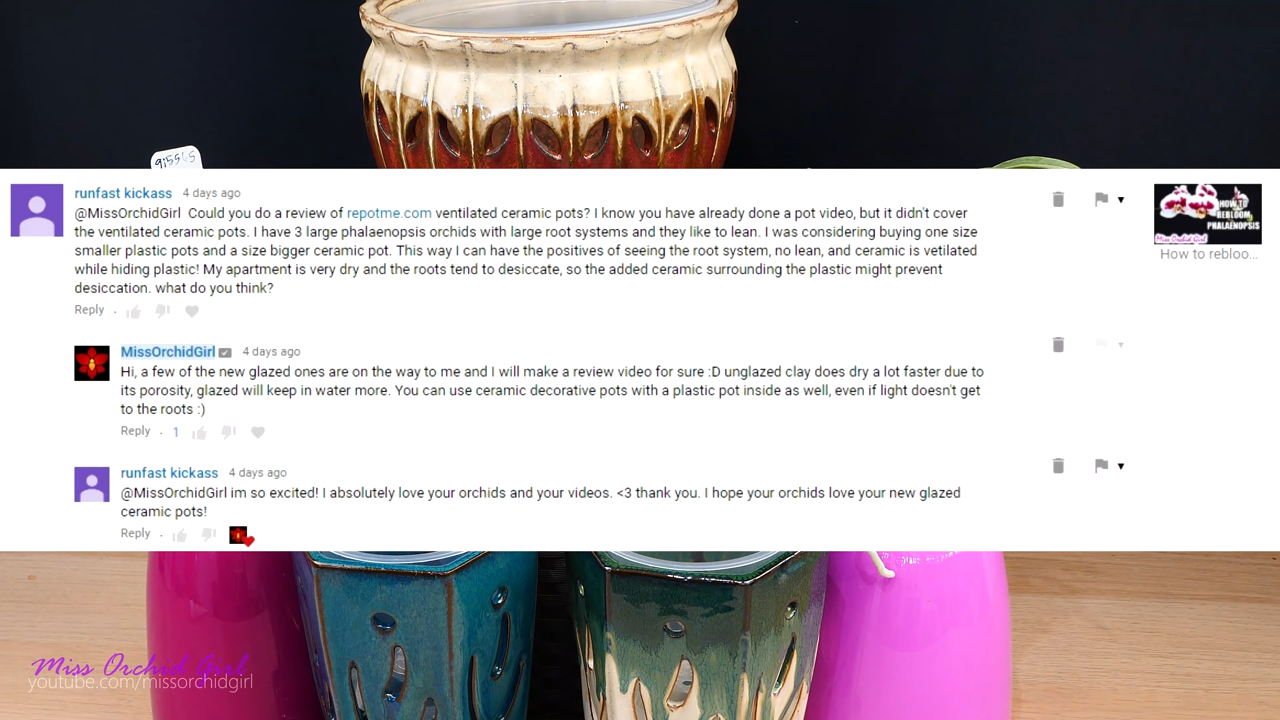 915565
runfast kickass 4 days ago
@MissOrchidGirl Could you do a review of repotme.com ventilated ceramic pots? I know you have already done a pot video, but it didn't cover
the ventilated ceramic pots. I have 3 large phalaenopsis orchids with large pot systems and they like to lean. I was considering buying one size
smaller plastic pots and a size bigger ceramic pot. This way I can have the positives of seeing the root system, no lean, and ceramic is vetilated
while hiding plastic! My apartment is very dry and the roots tend to desiccate, so the added ceramic surrounding the plastic might prevent
desiccation. what do you think?
Reply
HOW TO
REBLOOM
PHALAENOPSIS
Miss Orchid Girl
How to rebloo...
MissOrchidGirl 4 days ago
Hi, a few of the new glazed ones are on the way to me and I will make a review video for sure :D unglazed clay does dry a lot faster due to
its porosity, glazed will keep in water more. You can use ceramic decorative pots with a plastic pot inside as well, even if light doesn't get
to the roots :)
Reply . 1
runfast kickass 4 days ago
@MissOrchidGirl im so excited! I absolutely love your orchids and your videos. <3 thank you. I hope your orchids love your new glazed
ceramic pots!
Reply .
Miss Orchid Girl
youtube.com/missorchidgirl